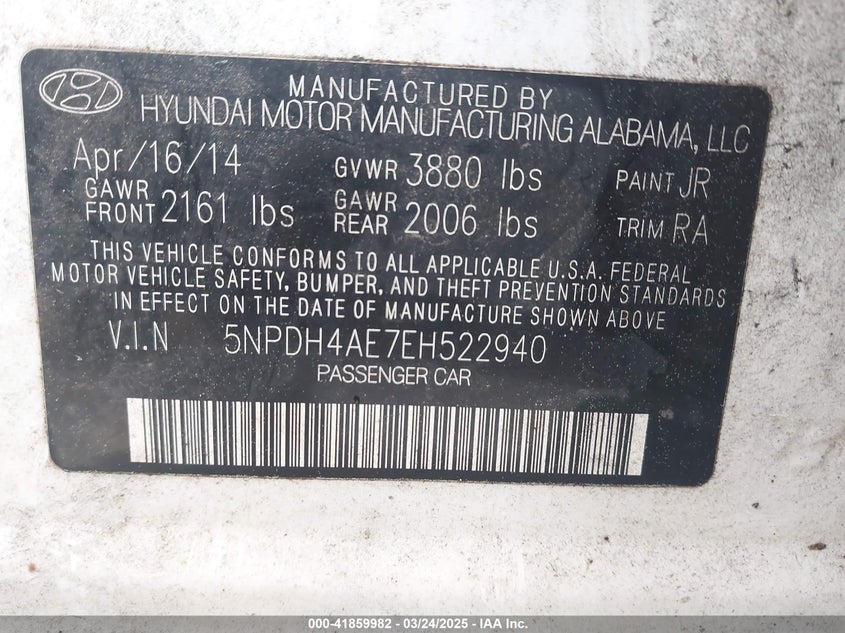 MANUFACTURED BY
HYUNDAI MOTOR MANUFACTURING ALABAMA, LLC
Apr/16/14 GVWR 3880 lbs PAINT JR
GAWR FRONT 2161 lbs GAWR REAR 2006 lbs TRIM RA
THIS VEHICLE CONFORMS TO ALL APPLICABLE U.S.A. FEDERAL
MOTOR VEHICLE SAFETY, BUMPER, AND THEFT PREVENTION STANDARDS
IN EFFECT ON THE DATE OF MANUFACTURE SHOWN ABOVE.
V.I.N 5NPDH4AE7EH522940
PASSENGER CAR
000-41859982 - 03/24/2025 - IAA Inc.